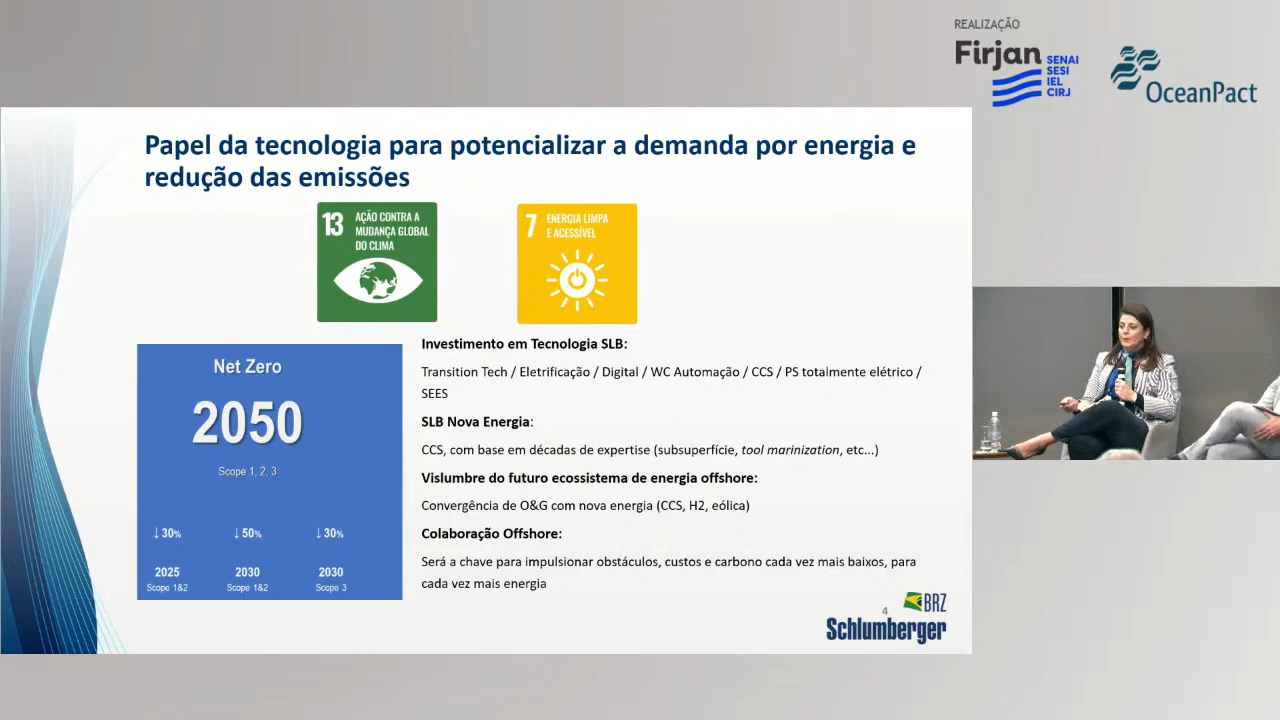 REALIZAÇÃO
Firjan SENAI
SESI
IEL
CIRJ
OceanPact
Papel da tecnologia para potencializar a demanda por energia e
redução das emissões
13 AÇÃO CONTRA A
MUDANÇA GLOBAL
DO CLIMA
7 ENERGIA LIMPA
E ACESSÍVEL
Net Zero
2050
Scope 1, 2, 3
↓30% ↓50% ↓30%
2025 2030 2030
Scope 1&2 Scope 1&2 Scope 3
Investimento em Tecnologia SLB:
Transition Tech / Eletrificação / Digital / WC Automação / CCS / PS totalmente elétrico /
SEES
SLB Nova Energia:
CCS, com base em décadas de expertise (subsuperfície, tool marinization, etc...)
Vislumbre do futuro ecossistema de energia offshore:
Convergência de O&G com nova energia (CCS, H2, eólica)
Colaboração Offshore:
Será a chave para impulsionar obstáculos, custos e carbono cada vez mais baixos, para
cada vez mais energia
4
BRZ
Schlumberger